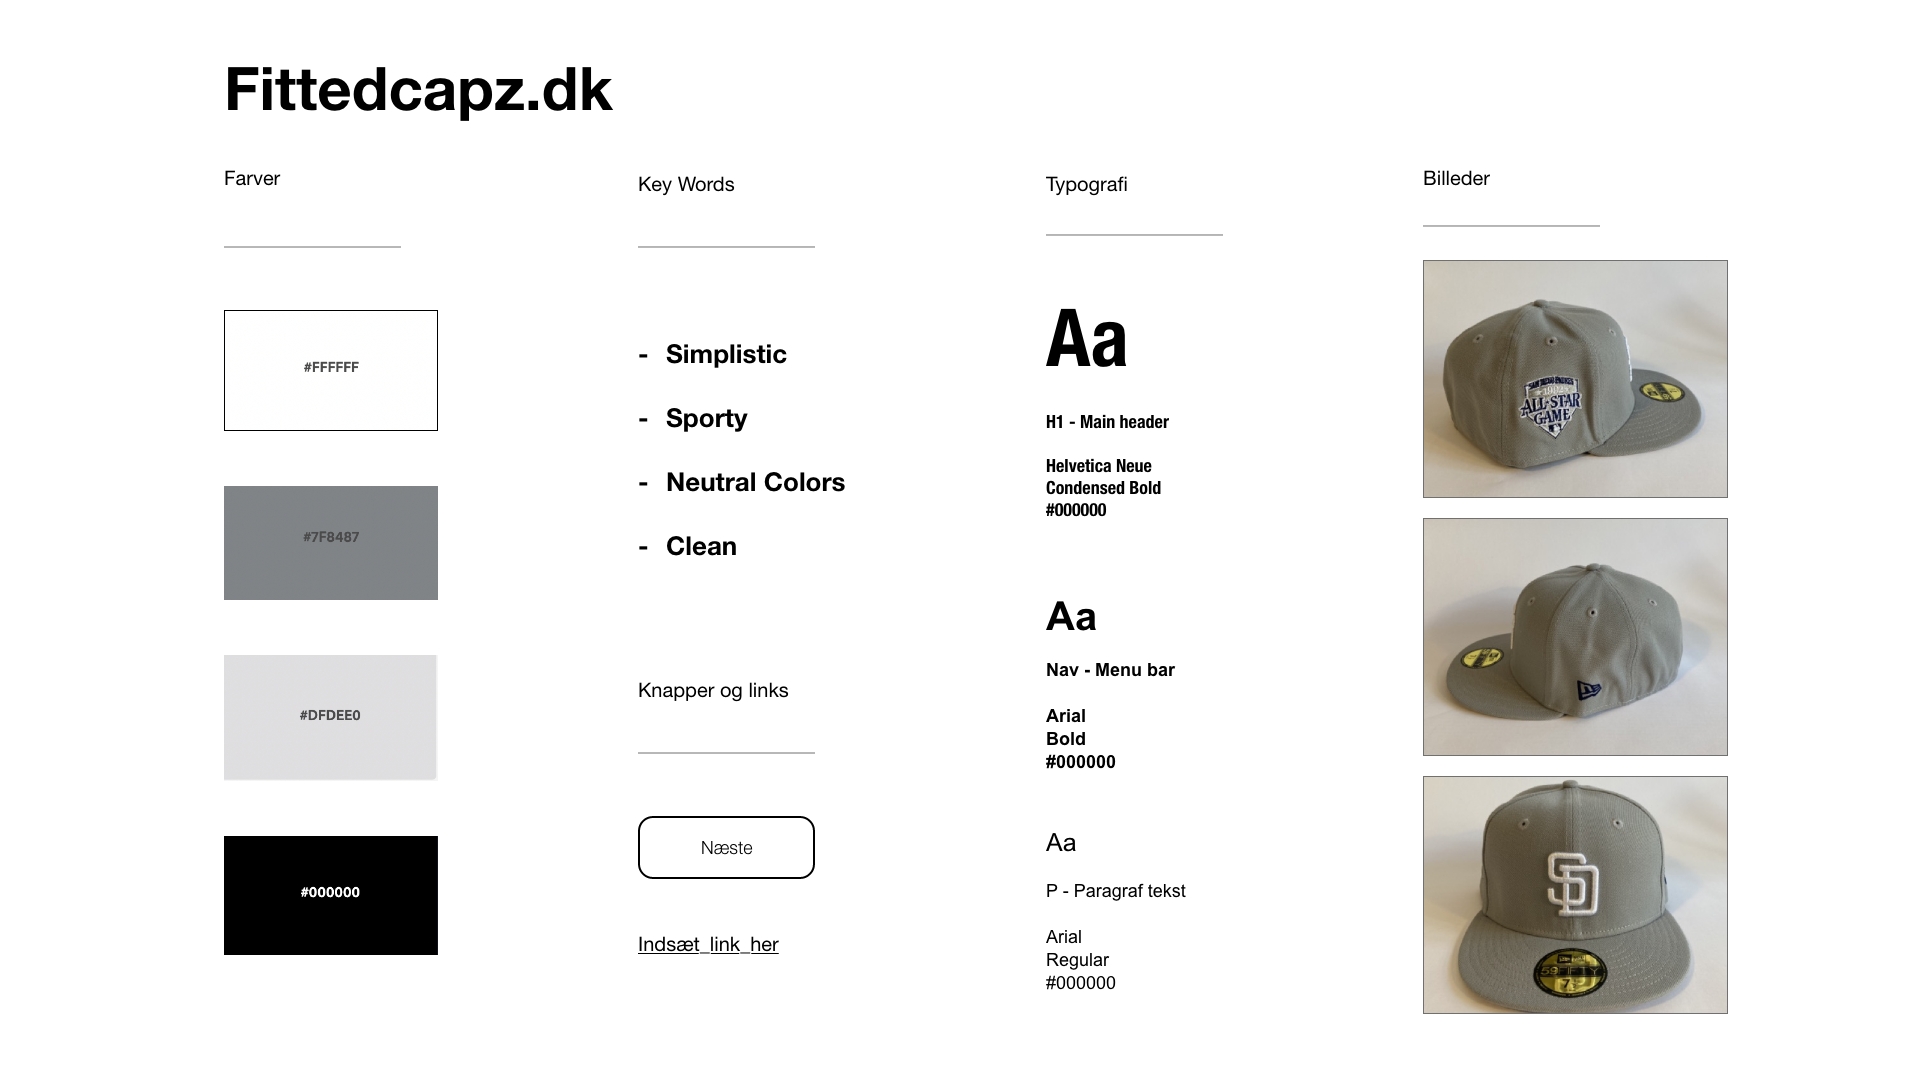 Fittedcapz.dk
Farver
#FFFFFF
#7F8487
#DFDEE0
#000000
Key Words
- Simplistic
- Sporty
- Neutral Colors
- Clean
Knapper og links
Næste
Indsæt_link_her
Typografi
Aa
H1 - Main header
Helvetica Neue
Condensed Bold
#000000
Aa
Nav - Menu bar
Arial
Bold
#000000
Aa
P - Paragraf tekst
Arial
Regular
#000000
Billeder
ALL-STAR
GAME
SD
59FIFTY